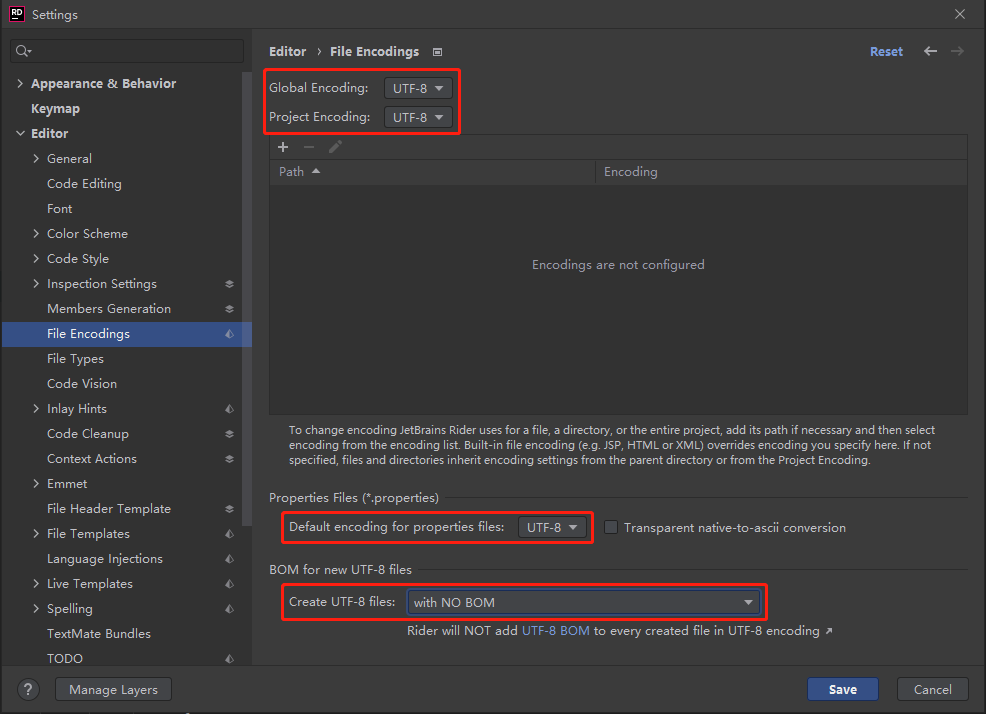 RD
Settings
Editor › File Encodings
Reset
Appearance & Behavior
Keymap
Editor
General
Code Editing
Font
Color Scheme
Code Style
Inspection Settings
Members Generation
File Encodings
File Types
Code Vision
Inlay Hints
Code Cleanup
Context Actions
Emmet
File Header Template
File Templates
Language Injections
Live Templates
Spelling
TextMate Bundles
TODO
Global Encoding: UTF-8
Project Encoding: UTF-8
Path Encoding
Encodings are not configured
To change encoding JetBrains Rider uses for a file, a directory, or the entire project, add its path if necessary and then select
encoding from the encoding list. Built-in file encoding (e.g. JSP, HTML or XML) overrides encoding you specify here. If not
specified, files and directories inherit encoding settings from the parent directory or from the Project Encoding.
Properties Files (*.properties)
Default encoding for properties files: UTF-8 Transparent native-to-ascii conversion
BOM for new UTF-8 files
Create UTF-8 files: with NO BOM
Rider will NOT add UTF-8 BOM to every created file in UTF-8 encoding ↗
? Manage Layers Save Cancel